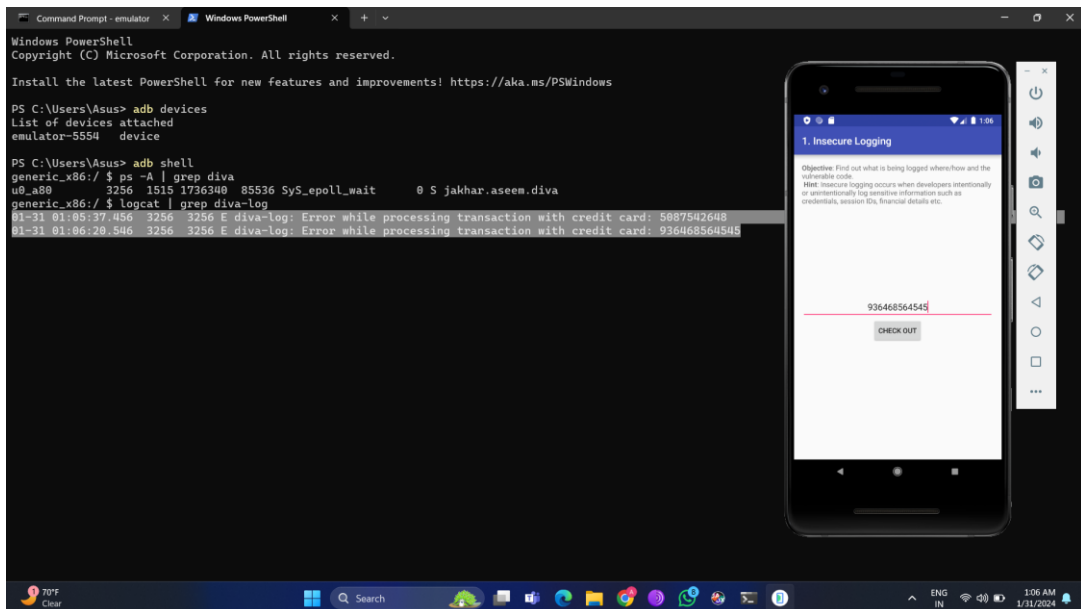 Command Prompt - emulator
Windows PowerShell
Windows PowerShell
Copyright (C) Microsoft Corporation. All rights reserved.
Install the latest PowerShell for new features and improvements! https://aka.ms/PSWindows
PS C:\Users\Asus> adb devices
List of devices attached
emulator-5554   device
PS C:\Users\Asus> adb shell
generic_x86:/ $ ps -A | grep diva
u0_a80        3256  1515 1736340  85536 SyS_epoll_wait      0 S jakhar.aseem.diva
generic_x86:/ $ logcat | grep diva-log
01-31 01:05:37.456  3256  3256 E diva-log: Error while processing transaction with credit card: 5087542648
01-31 01:06:20.546  3256  3256 E diva-log: Error while processing transaction with credit card: 936468564545
1:06
1. Insecure Logging
Objective: Find out what is being logged where/how and the
vulnerable code.
Hint: Insecure logging occurs when developers intentionally
or unintentionally log sensitive information such as
credentials, session IDs, financial details etc.
936468564545
CHECK OUT
1
70°F
Clear
Search
ENG
IN
1:06 AM
1/31/2024